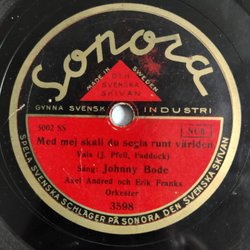 Sonora
MADE IN SWEDEN
DEN SVENSKA SKIVAN
GYNNA SVENSK INDUSTRI
5002 SS
NCB
Med mej skall du segla runt världen
Vals (J. Pfeil, Paddock)
Sång: Johnny Bode
Axel Andred och Erik Franks
Orkester
3598
SPELA SVENSKA SCHLAGER PÅ SONORA DEN SVENSKA SKIVAN